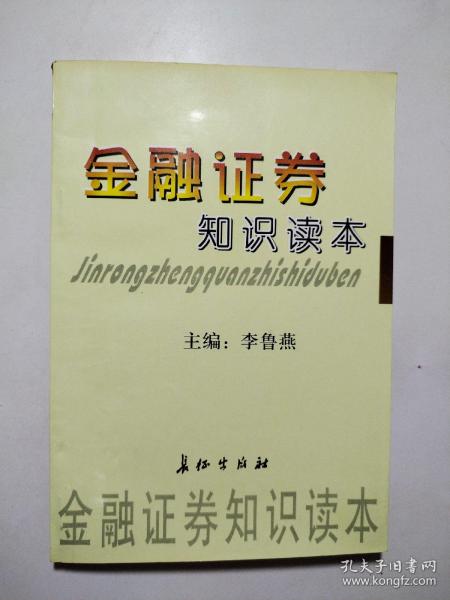 金融证券
知识读本
Jinrongzhengquanzhishiduben
主编：李鲁燕
长征出版社
金融证券知识读本
孔夫子旧书网
www.kongfz.com